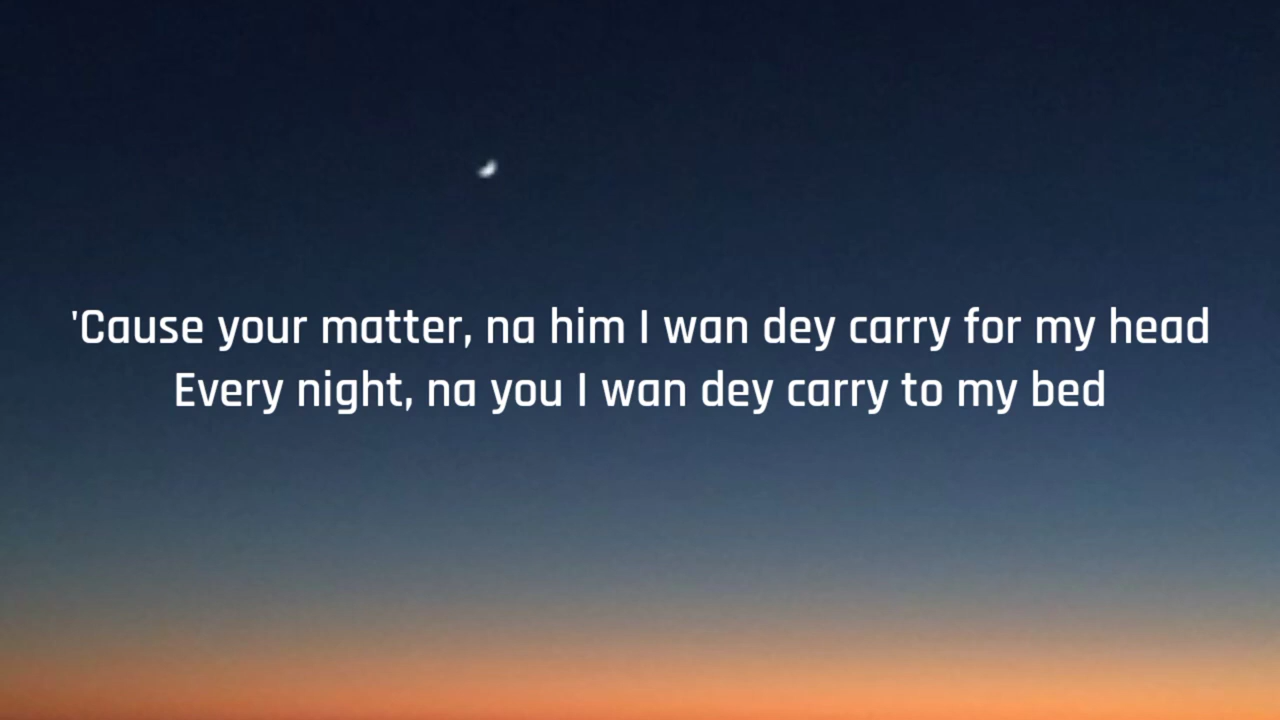 'Cause your matter, na him I wan dey carry for my head
Every night, na you I wan dey carry to my bed